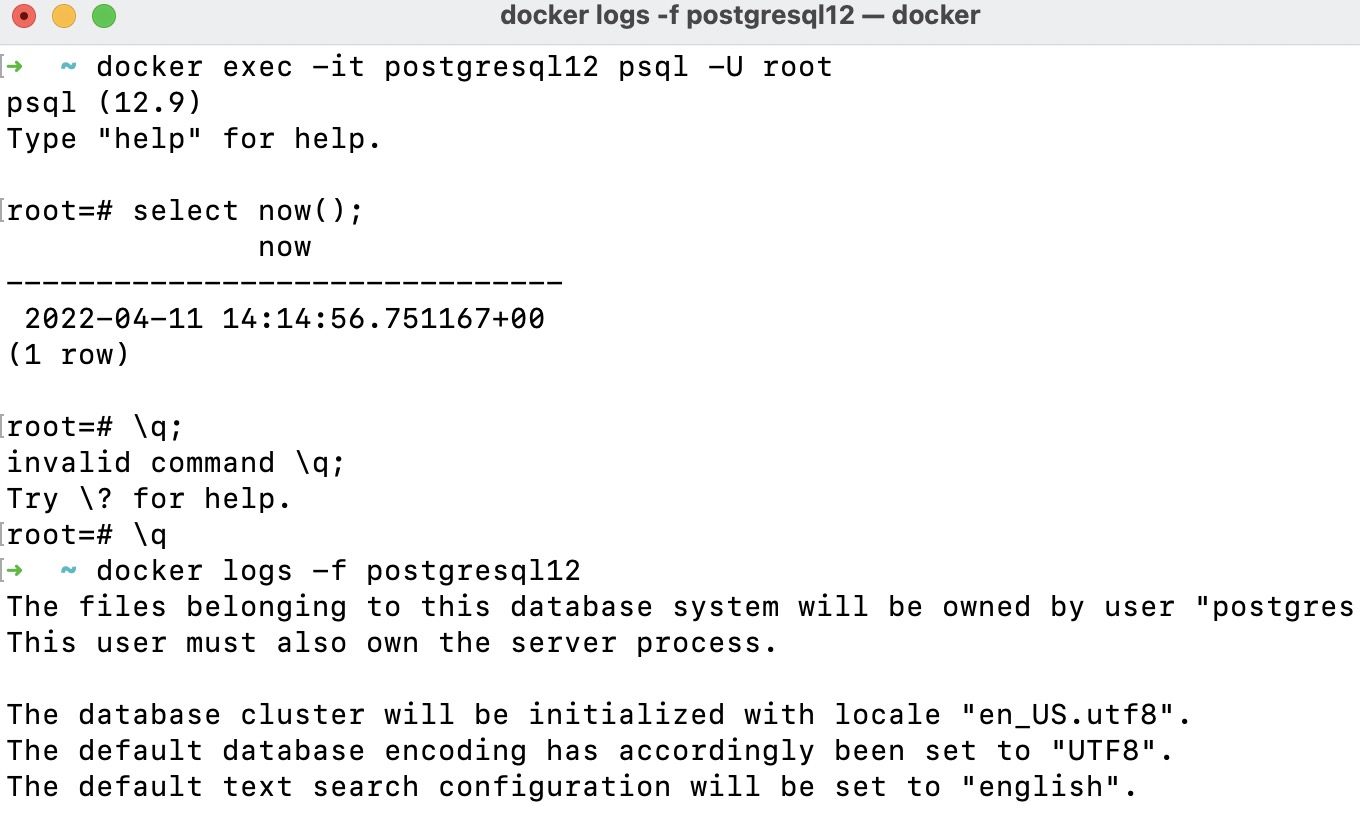 docker logs -f postgresql12 — docker
→ ~ docker exec -it postgresql12 psql -U root
psql (12.9)
Type "help" for help.
root=# select now();
now
-------------------------------
2022-04-11 14:14:56.751167+00
(1 row)
root=# \q;
invalid command \q;
Try \? for help.
root=# \q
→ ~ docker logs -f postgresql12
The files belonging to this database system will be owned by user "postgres
This user must also own the server process.
The database cluster will be initialized with locale "en_US.utf8".
The default database encoding has accordingly been set to "UTF8".
The default text search configuration will be set to "english".